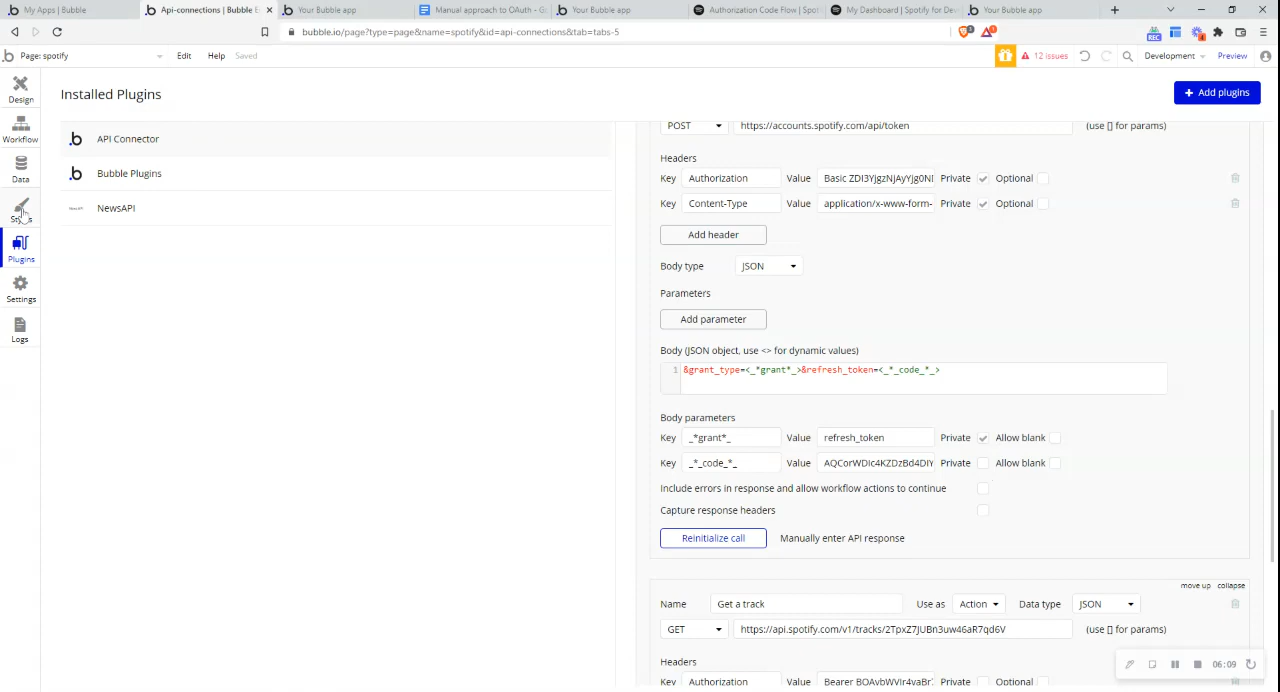 My Apps | Bubble
Api-connections | Bubble E
Your Bubble app
Manual approach to OAuth - G
Your Bubble app
Authorization Code Flow | Spot
My Dashboard | Spotify for Dev
Your Bubble app
bubble.io/page?type=page&name=spotify&id=api-connections&tab=tabs-5
REC
Page: spotify
Edit
Help
Saved
12 issues
Development
Preview
Design
Workflow
Data
Styles
Plugins
Settings
Logs
Installed Plugins
Add plugins
API Connector
Bubble Plugins
NewsAPI
POST https://accounts.spotify.com/api/token (use [] for params)
Headers
Key Authorization Value Private Optional
Key Content-Type Value application/x-www-form- Private Optional
Add header
Body type JSON
Parameters
Add parameter
Body (JSON object, use <> for dynamic values)
1 &grant_type=<_*grant*_>&refresh_token=<_*_code_*_>
Body parameters
Key _*grant*_ Value refresh_token Private Allow blank
Key _*_code_*_ Value AQCorWDIc4KZDzBd4DIY Private Allow blank
Include errors in response and allow workflow actions to continue
Capture response headers
Reinitialize call Manually enter API response
move up collapse
Name Get a track Use as Action Data type JSON
GET https://api.spotify.com/v1/tracks/2TpxZ7JUBn3uw46aR7qd6V (use [] for params)
Headers
Key Authorization Value Bearer Private Optional
06:09